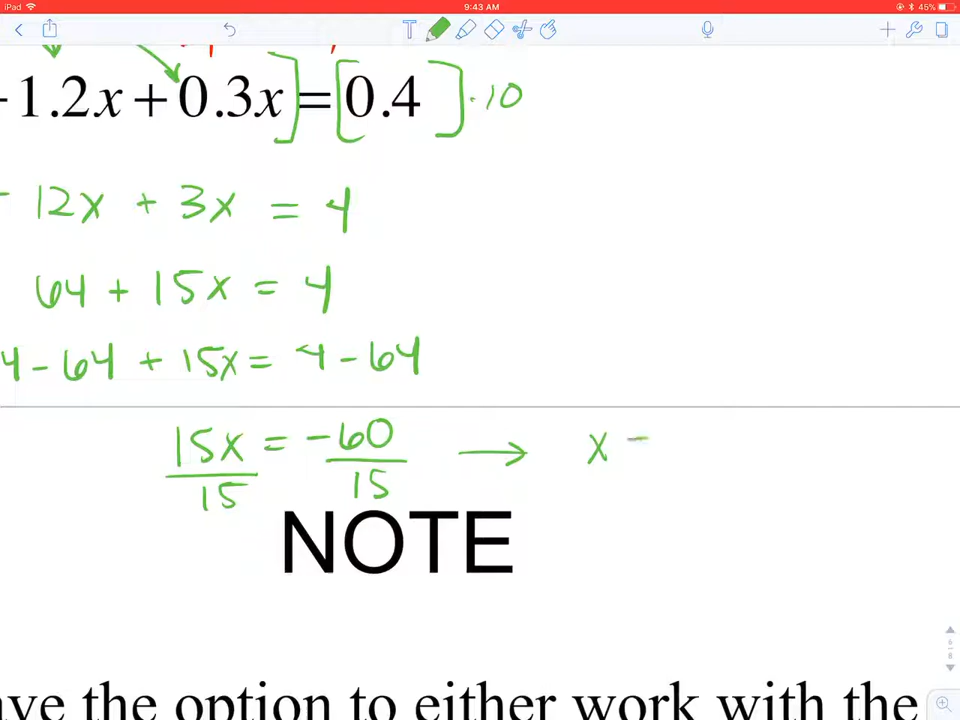 iPad 9:43 AM 45%
T
1.2x + 0.3x] = [0.4 ] · 10
12x + 3x = 4
64 + 15x = 4
4 - 64 + 15x = 4 - 64
15x = -60 → x =
15 15
NOTE
ave the option to either work with the